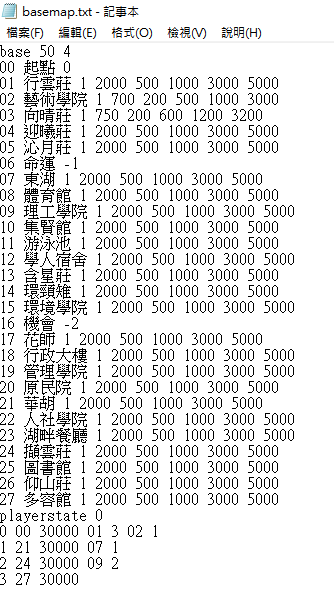 basemap.txt - 記事本
檔案(F) 編輯(E) 格式(O) 檢視(V) 說明(H)
base 50 4
00 起點 0
01 行雲莊 1 2000 500 1000 3000 5000
02 藝術學院 1 700 200 500 1000 3000
03 向晴莊 1 750 200 600 1200 3200
04 迎曦莊 1 2000 500 1000 3000 5000
05 沁月莊 1 2000 500 1000 3000 5000
06 命運 -1
07 東湖 1 2000 500 1000 3000 5000
08 體育館 1 2000 500 1000 3000 5000
09 理工學院 1 2000 500 1000 3000 5000
10 集賢館 1 2000 500 1000 3000 5000
11 游泳池 1 2000 500 1000 3000 5000
12 學人宿舍 1 2000 500 1000 3000 5000
13 含星莊 1 2000 500 1000 3000 5000
14 環頸雉 1 2000 500 1000 3000 5000
15 環境學院 1 2000 500 1000 3000 5000
16 機會 -2
17 花師 1 2000 500 1000 3000 5000
18 行政大樓 1 2000 500 1000 3000 5000
19 管理學院 1 2000 500 1000 3000 5000
20 原民院 1 2000 500 1000 3000 5000
21 華胡 1 2000 500 1000 3000 5000
22 人社學院 1 2000 500 1000 3000 5000
23 湖畔餐廳 1 2000 500 1000 3000 5000
24 擷雲莊 1 2000 500 1000 3000 5000
25 圖書館 1 2000 500 1000 3000 5000
26 仰山莊 1 2000 500 1000 3000 5000
27 多容館 1 2000 500 1000 3000 5000
playerstate 0
0 00 30000 01 3 02 1
1 21 30000 07 1
2 24 30000 09 2
3 27 30000